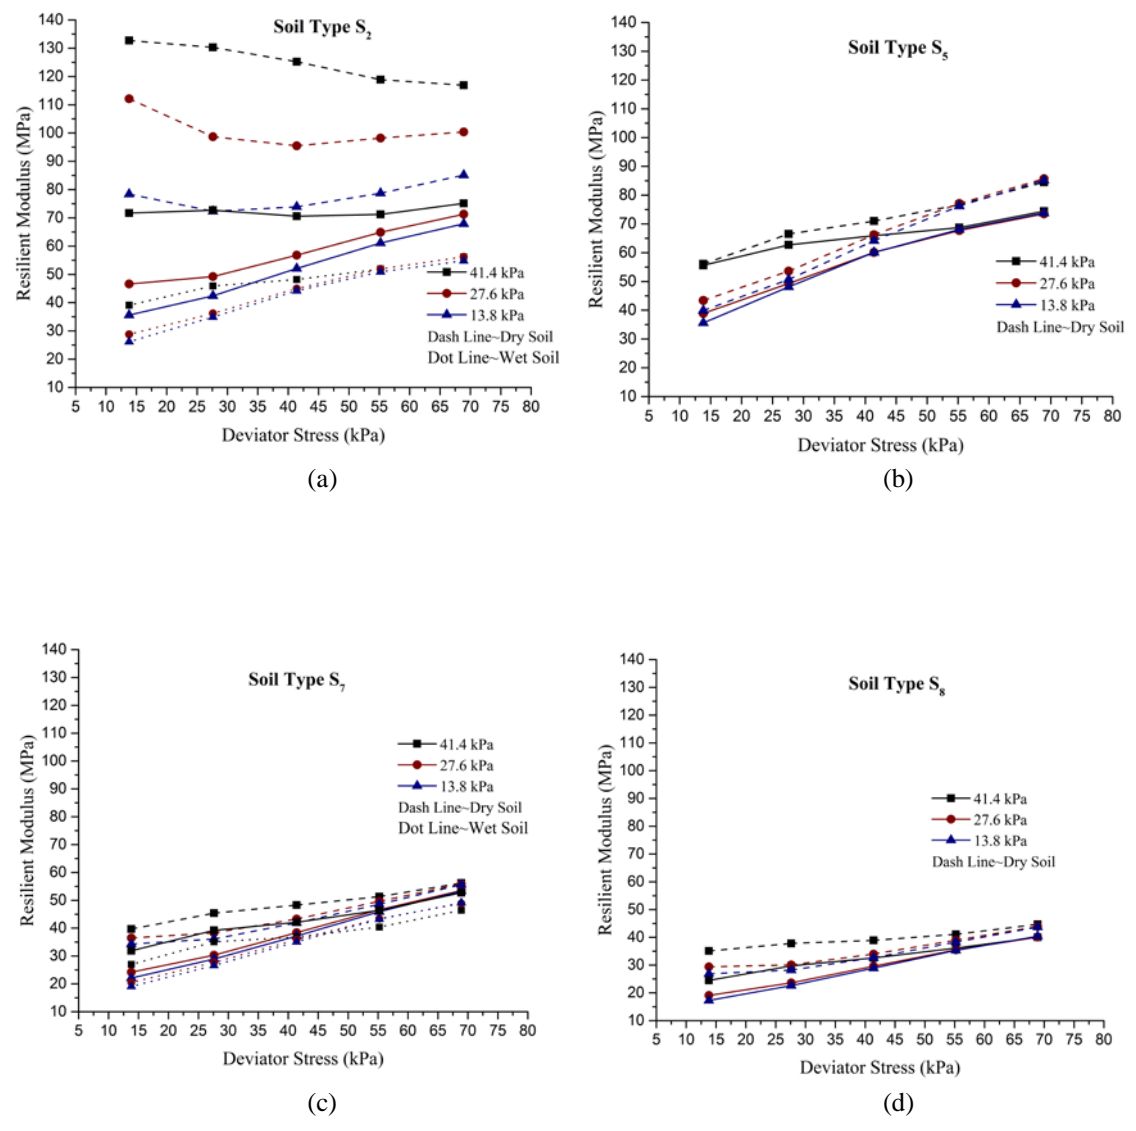 Soil Type S₂
Resilient Modulus (MPa)
140
130
120
110
100
90
80
70
60
50
40
30
20
10
5 10 15 20 25 30 35 40 45 50 55 60 65 70 75 80
Deviator Stress (kPa)
41.4 kPa
27.6 kPa
13.8 kPa
Dash Line~Dry Soil
Dot Line~Wet Soil
(a)
Soil Type S₅
Resilient Modulus (MPa)
140
130
120
110
100
90
80
70
60
50
40
30
20
10
5 10 15 20 25 30 35 40 45 50 55 60 65 70 75 80
Deviator Stress (kPa)
41.4 kPa
27.6 kPa
13.8 kPa
Dash Line~Dry Soil
(b)
Soil Type S₇
Resilient Modulus (MPa)
140
130
120
110
100
90
80
70
60
50
40
30
20
10
5 10 15 20 25 30 35 40 45 50 55 60 65 70 75 80
Deviator Stress (kPa)
41.4 kPa
27.6 kPa
13.8 kPa
Dash Line~Dry Soil
Dot Line~Wet Soil
(c)
Soil Type S₈
Resilient Modulus (MPa)
140
130
120
110
100
90
80
70
60
50
40
30
20
10
5 10 15 20 25 30 35 40 45 50 55 60 65 70 75 80
Deviator Stress (kPa)
41.4 kPa
27.6 kPa
13.8 kPa
Dash Line~Dry Soil
(d)